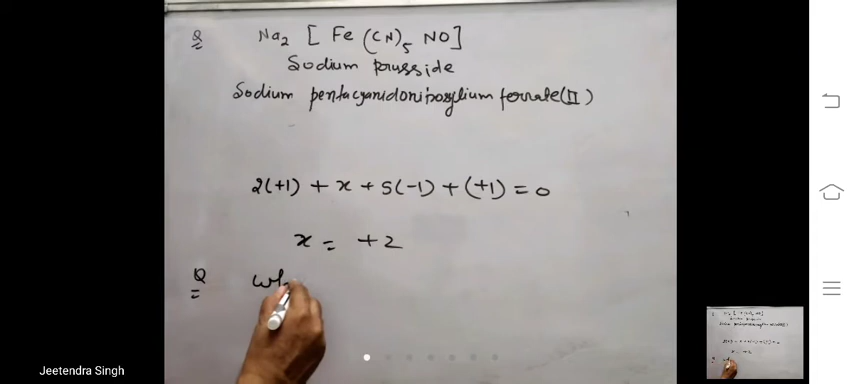 Q Na2 [ Fe (CN)5 NO]
Sodium prusside
Sodium pentacyanidonitrosylium ferrate(II)
2(+1) + x + 5(-1) + (+1) = 0
x = +2
Q Wh
Jeetendra Singh